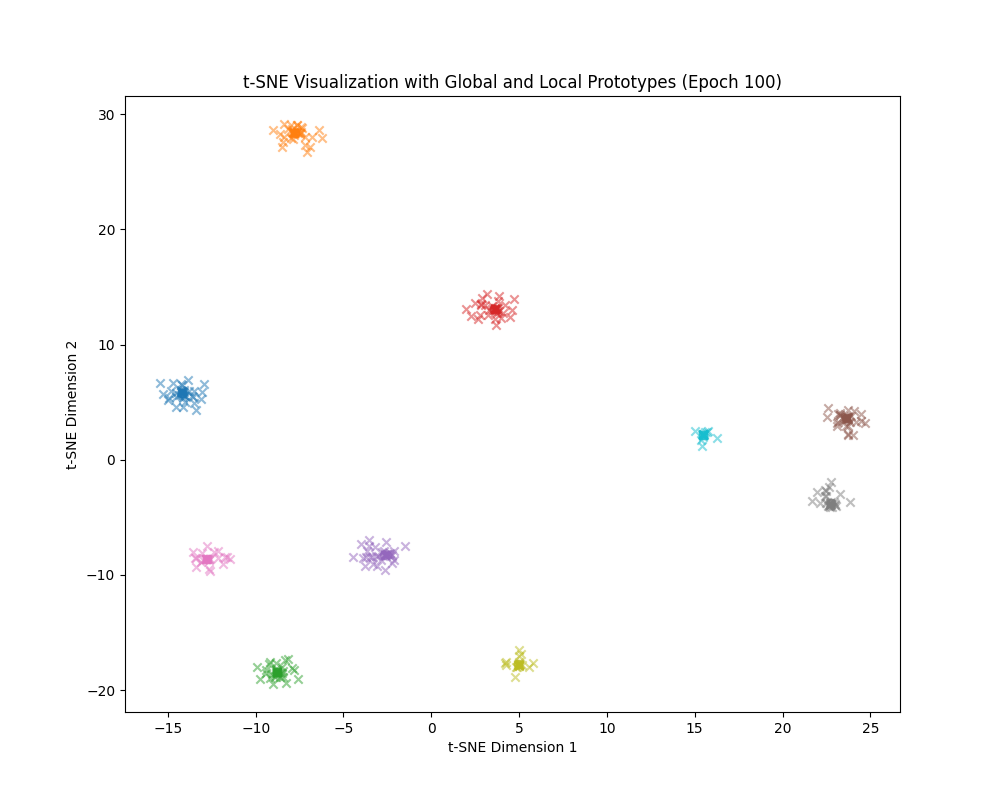 t-SNE Visualization with Global and Local Prototypes (Epoch 100)
30
20
10
0
−10
−20
t-SNE Dimension 2
−15 −10 −5 0 5 10 15 20 25
t-SNE Dimension 1